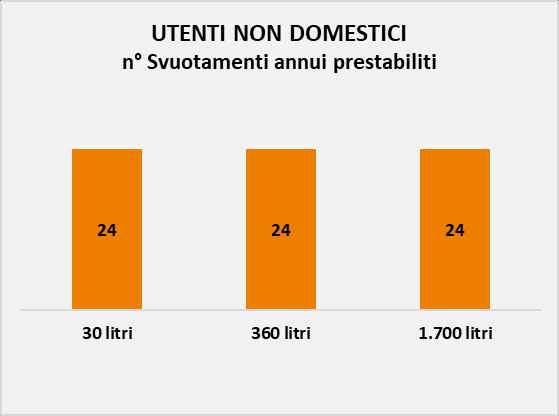 UTENTI NON DOMESTICI
n° Svuotamenti annui prestabiliti
24 24 24
30 litri 360 litri 1.700 litri